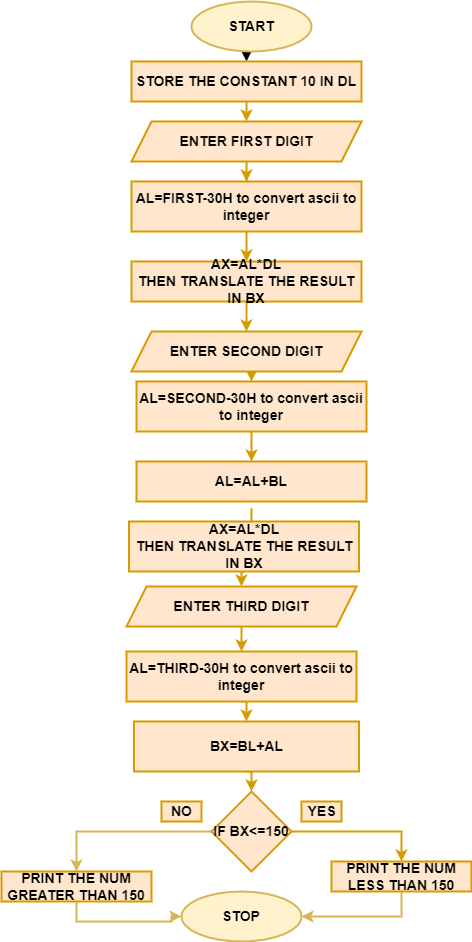 START
STORE THE CONSTANT 10 IN DL
ENTER FIRST DIGIT
AL=FIRST-30H to convert ascii to
integer
AX=AL*DL
THEN TRANSLATE THE RESULT
IN BX
ENTER SECOND DIGIT
AL=SECOND-30H to convert ascii
to integer
AL=AL+BL
AX=AL*DL
THEN TRANSLATE THE RESULT
IN BX
ENTER THIRD DIGIT
AL=THIRD-30H to convert ascii to
integer
BX=BL+AL
NO
YES
IF BX<=150
PRINT THE NUM
GREATER THAN 150
PRINT THE NUM
LESS THAN 150
STOP